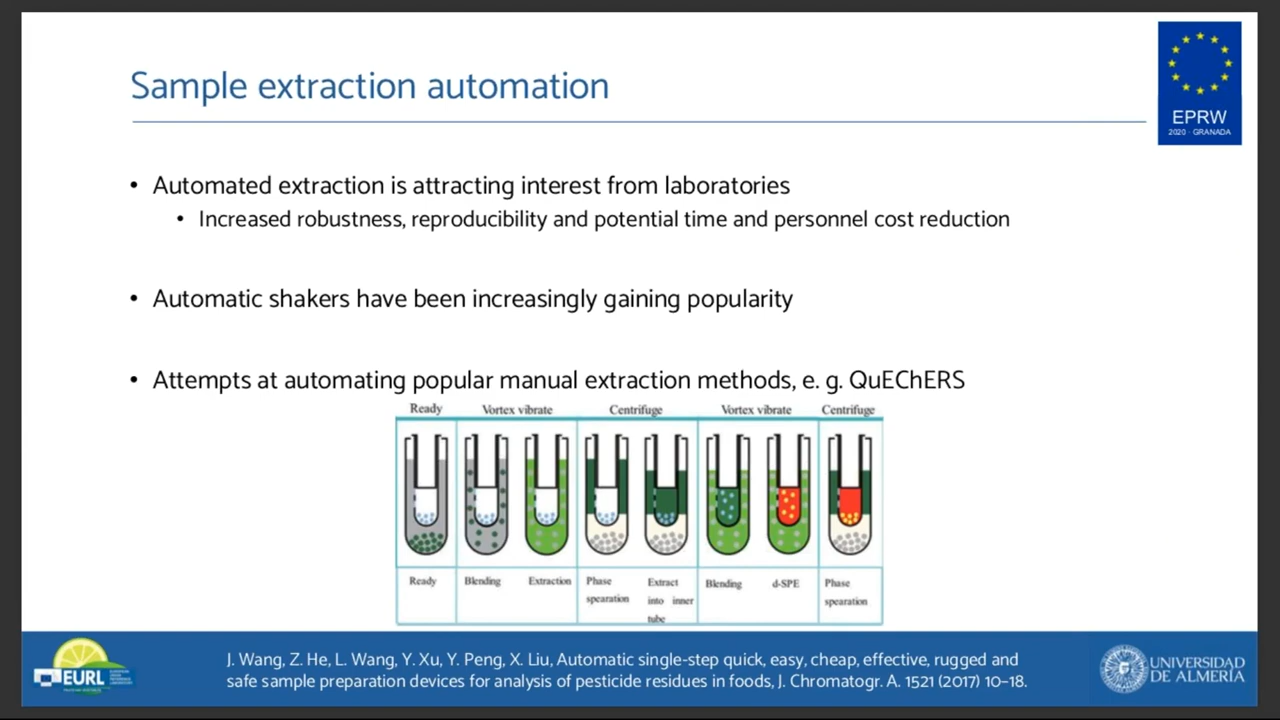 Sample extraction automation
EPRW
2020 · GRANADA
• Automated extraction is attracting interest from laboratories
• Increased robustness, reproducibility and potential time and personnel cost reduction
• Automatic shakers have been increasingly gaining popularity
• Attempts at automating popular manual extraction methods, e. g. QuEChERS
Ready Vortex vibrate Centrifuge Vortex vibrate Centrifuge
Ready Blending Extraction Phase Extract Blending d-SPE Phase
spearation into inner spearation
tube
EURL
J. Wang, Z. He, L. Wang, Y. Xu, Y. Peng, X. Liu, Automatic single-step quick, easy, cheap, effective, rugged and
safe sample preparation devices for analysis of pesticide residues in foods, J. Chromatogr. A. 1521 (2017) 10–18.
UNIVERSIDAD
DE ALMERÍA